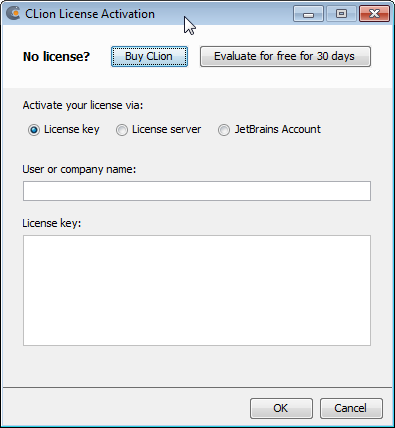 CLion License Activation
No license? Buy CLion Evaluate for free for 30 days
Activate your license via:
License key License server JetBrains Account
User or company name:
License key:
OK Cancel